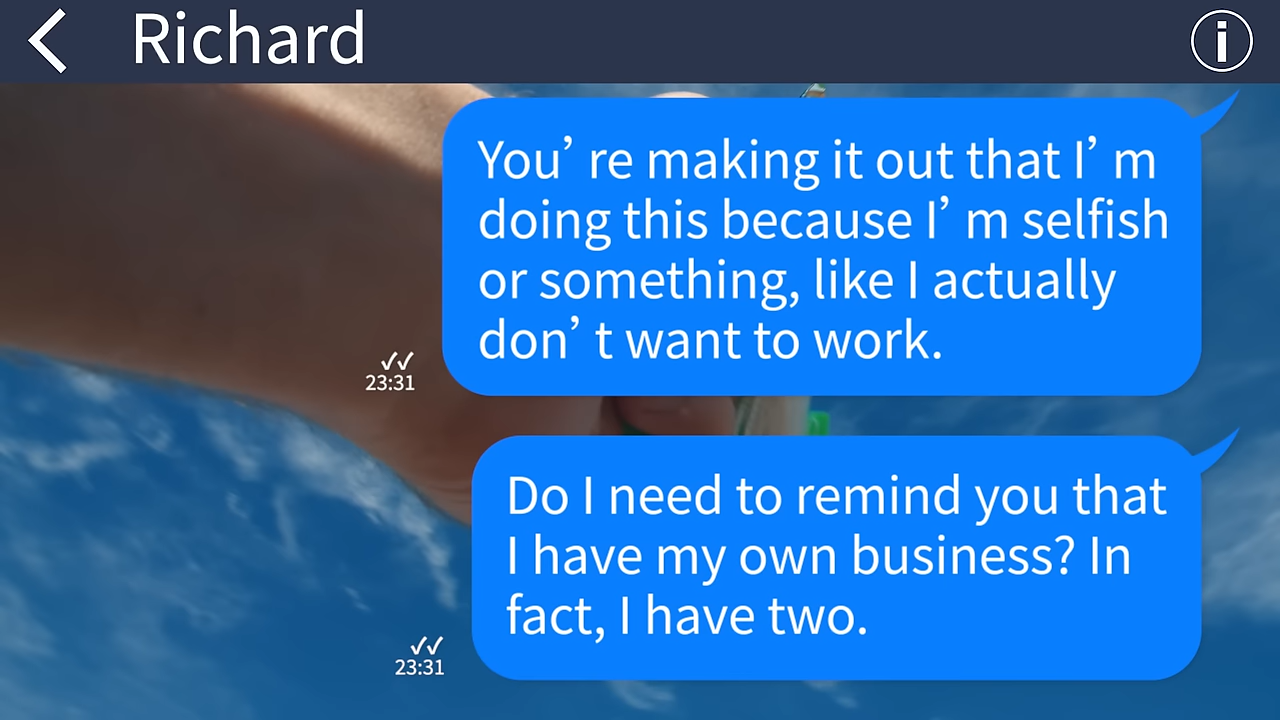 Richard
You’ re making it out that I’ m
doing this because I’ m selfish
or something, like I actually
don’ t want to work.
23:31
Do I need to remind you that
I have my own business? In
fact, I have two.
23:31